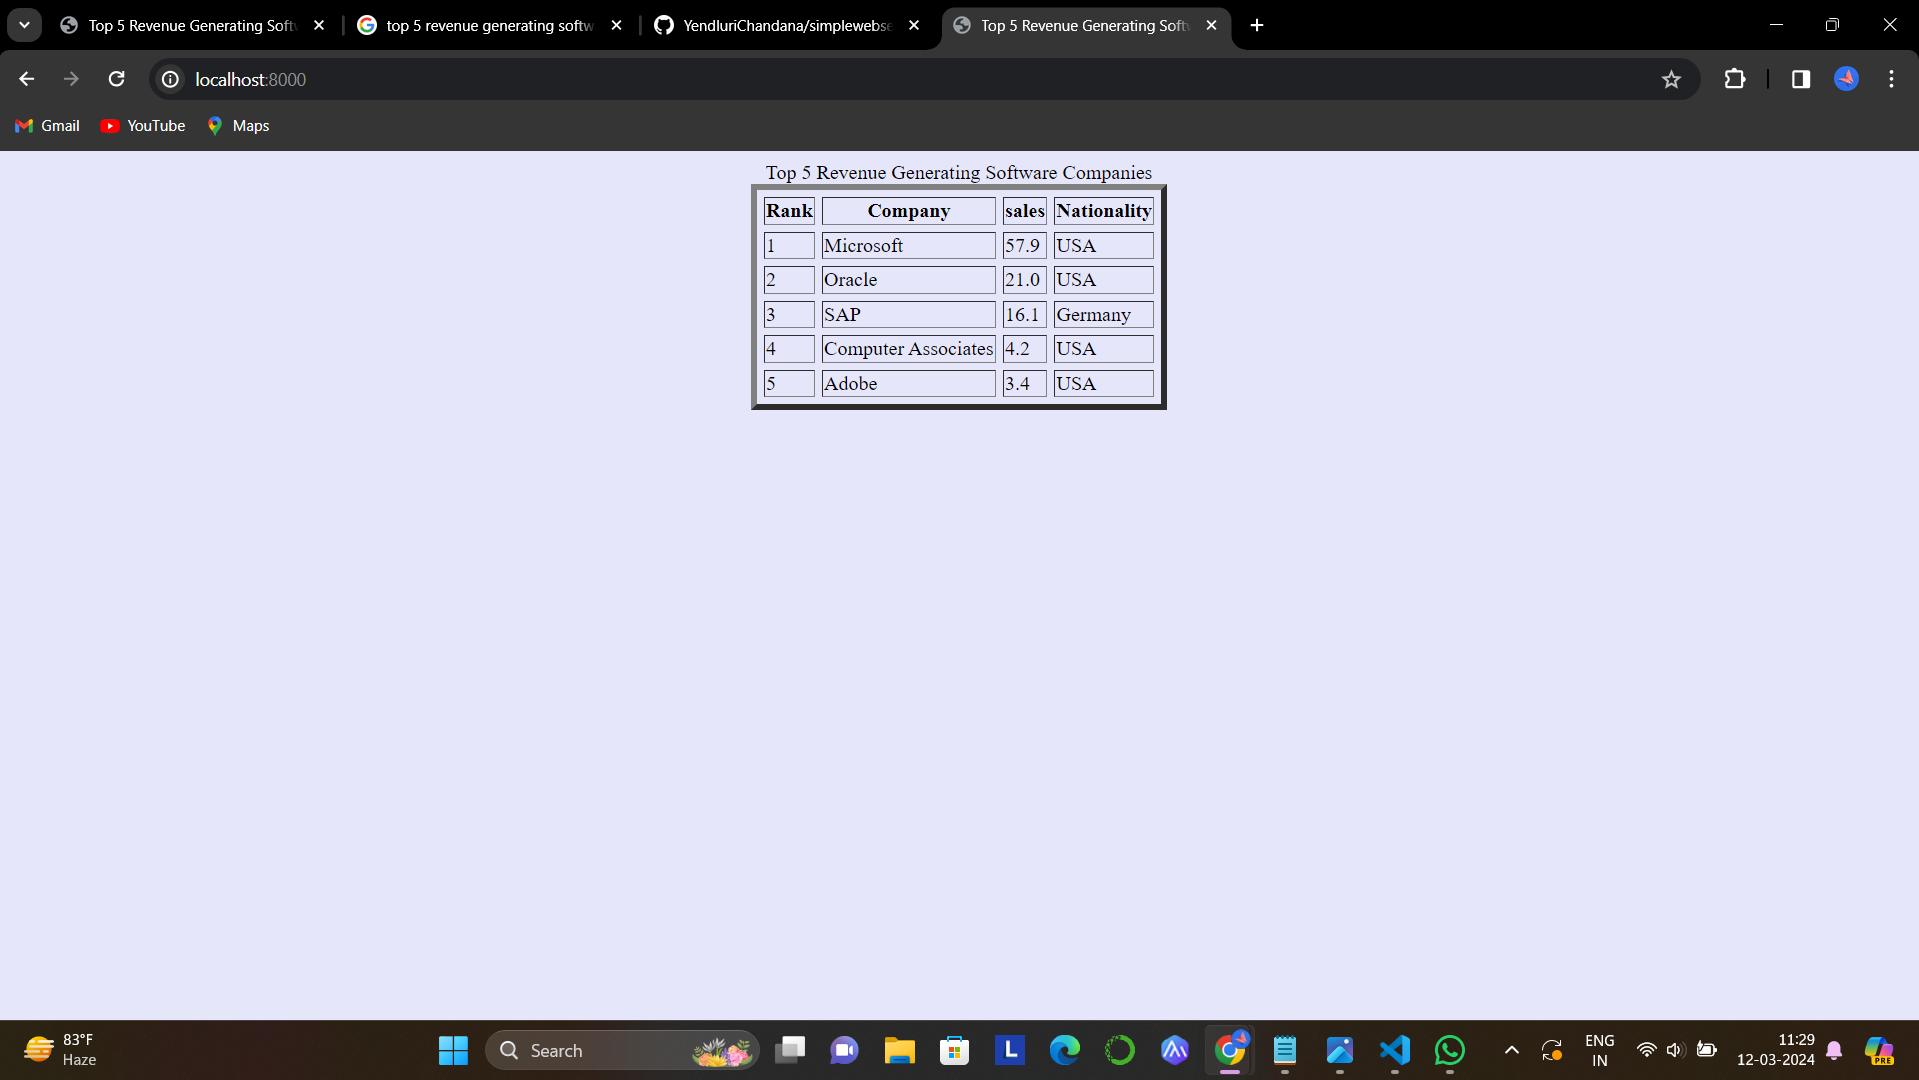 Top 5 Revenue Generating Soft
top 5 revenue generating softw
YendluriChandana/simplewebse
Top 5 Revenue Generating Soft
localhost:8000
Gmail YouTube Maps
Top 5 Revenue Generating Software Companies
Rank Company sales Nationality
1 Microsoft 57.9 USA
2 Oracle 21.0 USA
3 SAP 16.1 Germany
4 Computer Associates 4.2 USA
5 Adobe 3.4 USA
83°F
Haze
Search
L
ENG
IN
11:29
12-03-2024
PRE